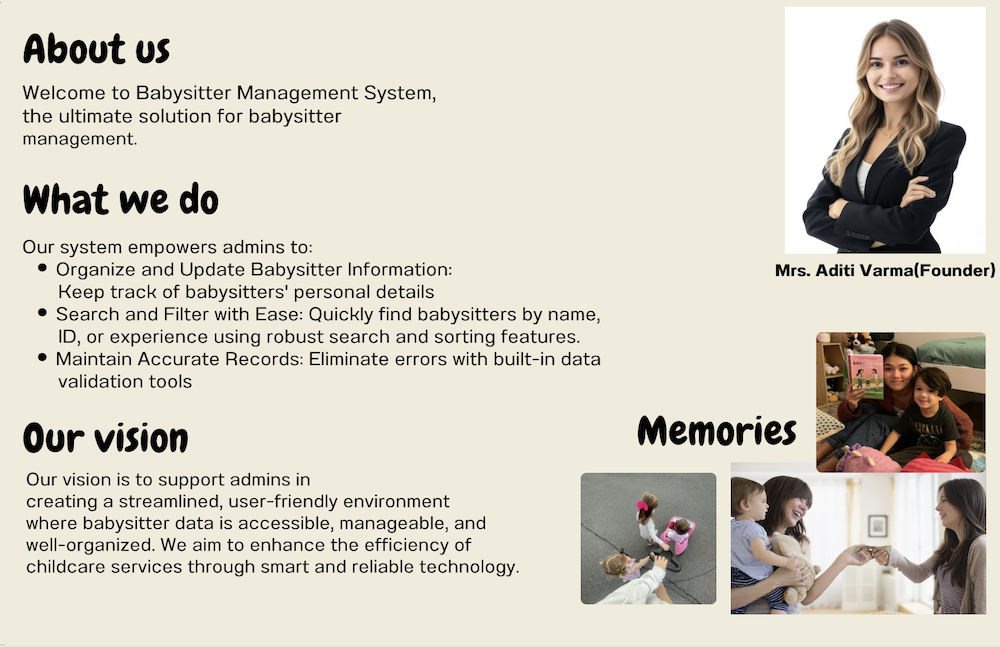 About us
Welcome to Babysitter Management System,
the ultimate solution for babysitter
management.
What we do
Our system empowers admins to:
• Organize and Update Babysitter Information:
Keep track of babysitters' personal details
• Search and Filter with Ease: Quickly find babysitters by name,
ID, or experience using robust search and sorting features.
• Maintain Accurate Records: Eliminate errors with built-in data
validation tools
Our vision
Our vision is to support admins in
creating a streamlined, user-friendly environment
where babysitter data is accessible, manageable, and
well-organized. We aim to enhance the efficiency of
childcare services through smart and reliable technology.
Mrs. Aditi Varma(Founder)
Memories